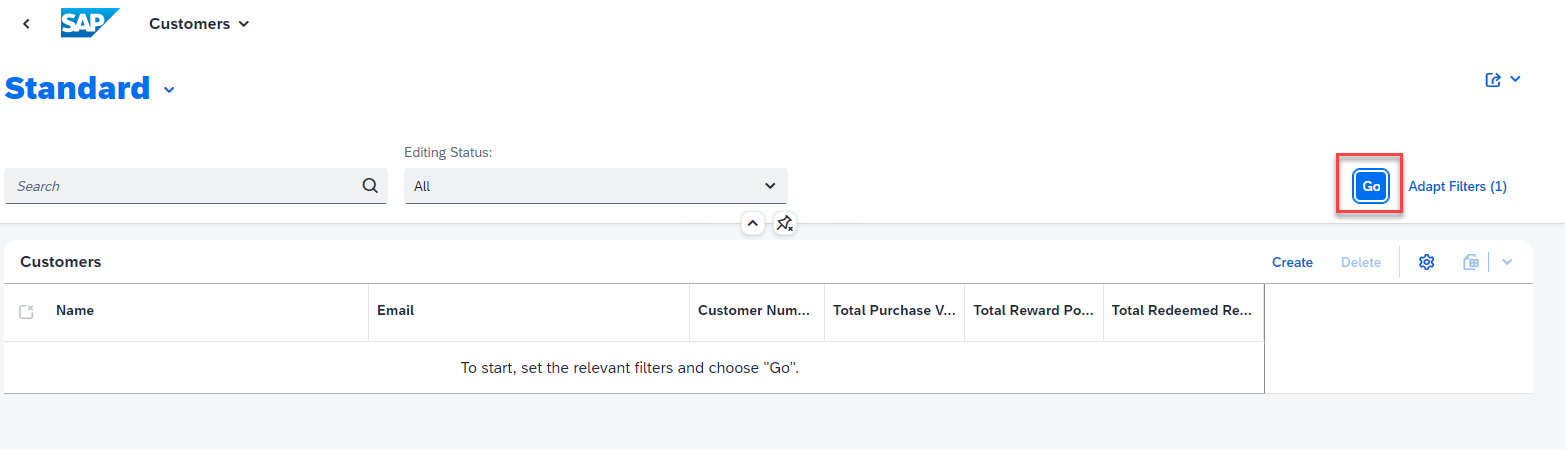 SAP Customers
Standard
Editing Status:
Search All Go Adapt Filters (1)
Customers Create Delete
Name Email Customer Num... Total Purchase V... Total Reward Po... Total Redeemed Re...
To start, set the relevant filters and choose "Go".